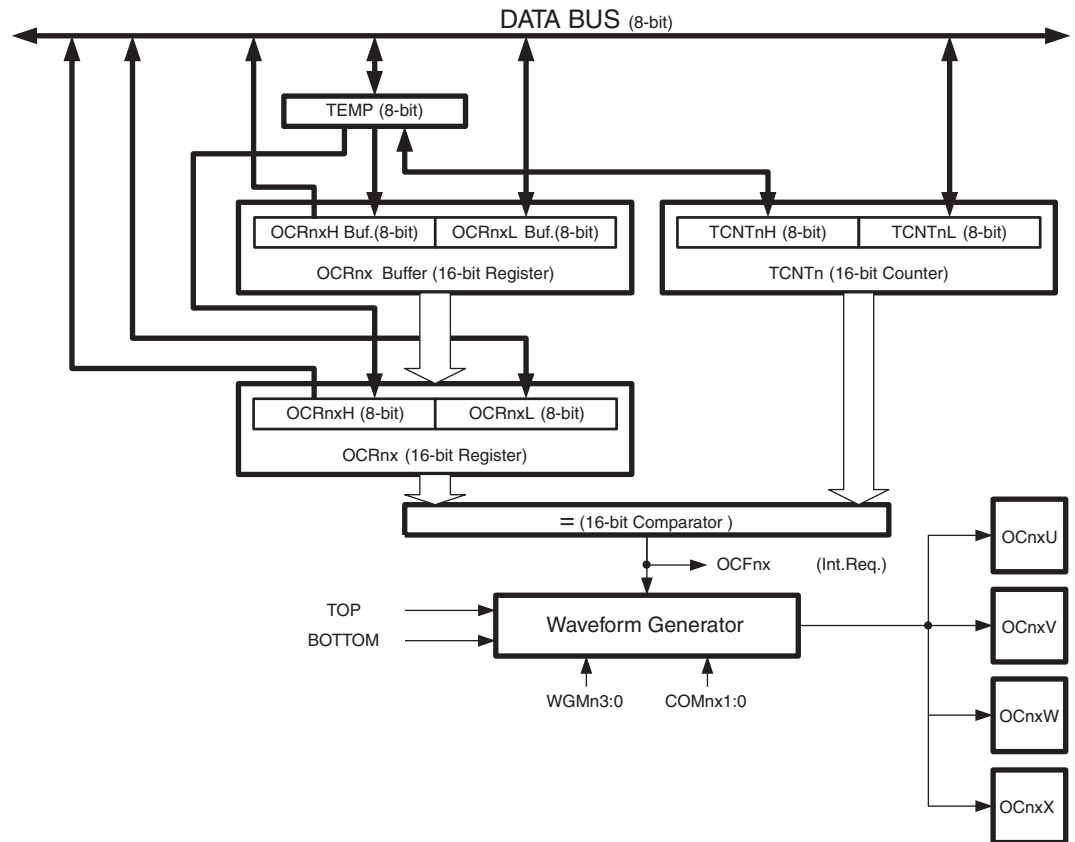 DATA BUS (8-bit)
TEMP (8-bit)
OCRnxH Buf.(8-bit) OCRnxL Buf.(8-bit)
OCRnx Buffer (16-bit Register)
TCNTnH (8-bit) TCNTnL (8-bit)
TCNTn (16-bit Counter)
OCRnxH (8-bit) OCRnxL (8-bit)
OCRnx (16-bit Register)
= (16-bit Comparator )
OCFnx (Int.Req.)
TOP
BOTTOM
Waveform Generator
WGMn3:0 COMnx1:0
OCnxU
OCnxV
OCnxW
OCnxX